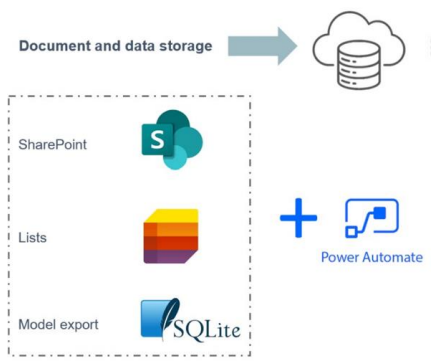 Document and data storage
SharePoint
S
Lists
Power Automate
Model export
SQLite